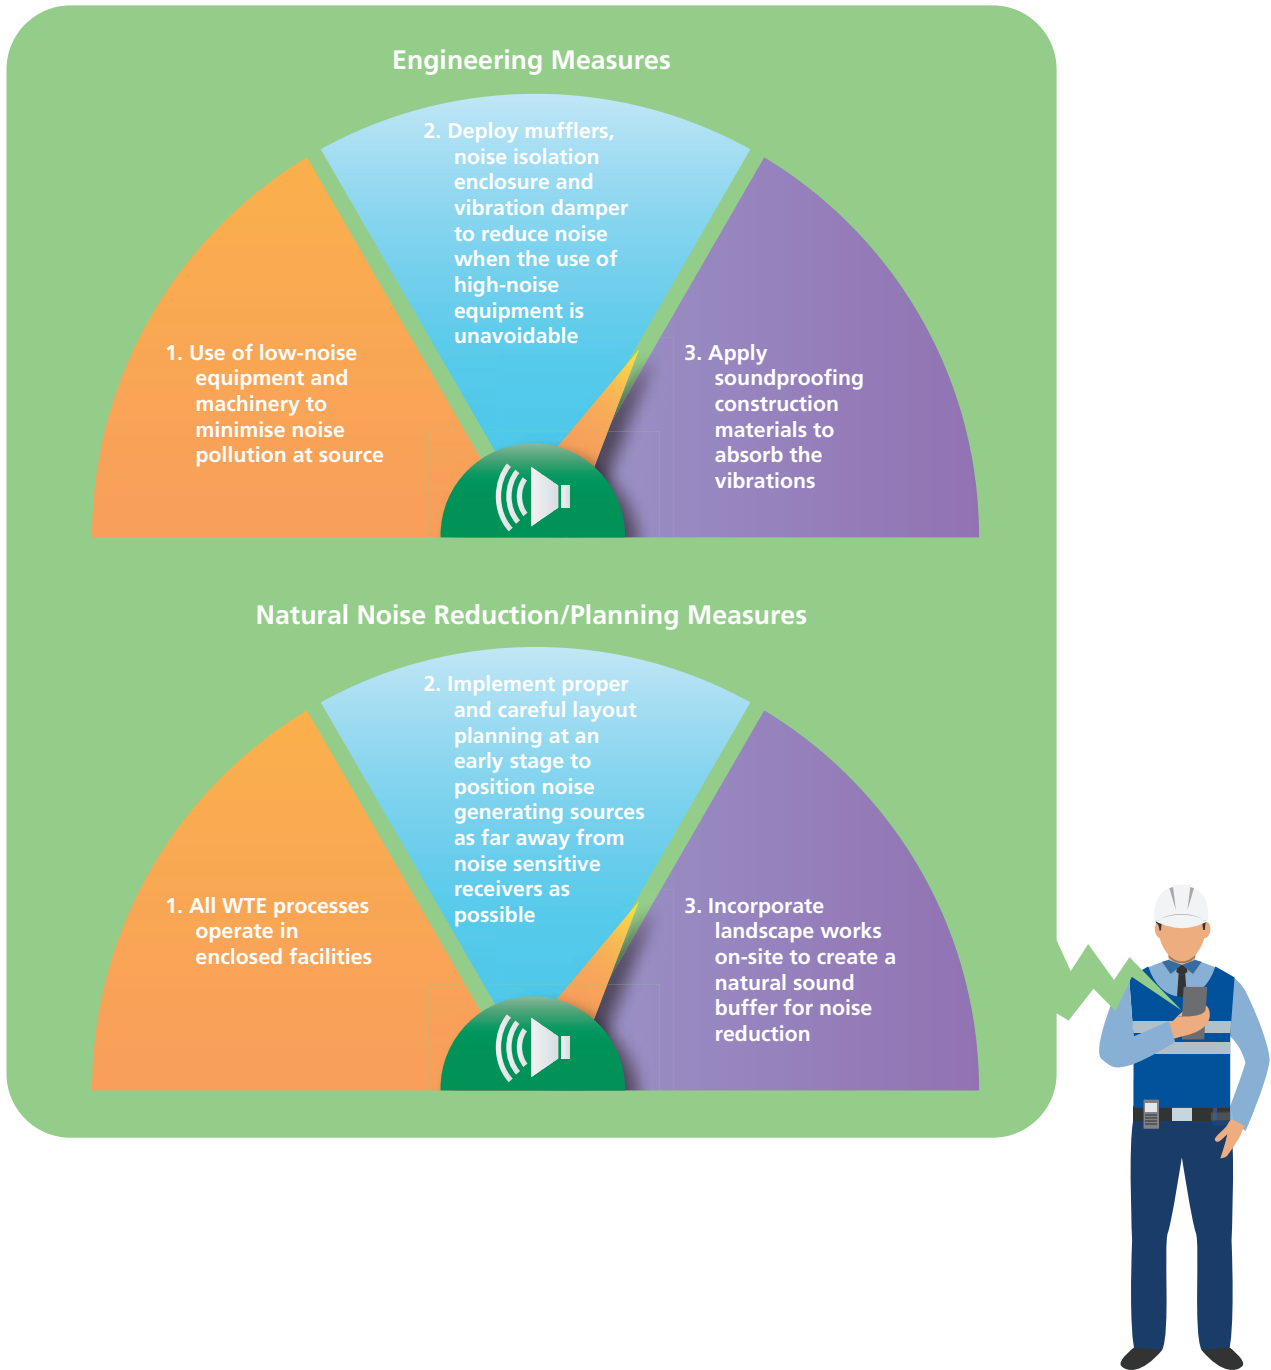 Engineering Measures
1. Use of low-noise
equipment and
machinery to
minimise noise
pollution at source
2. Deploy mufflers,
noise isolation
enclosure and
vibration damper
to reduce noise
when the use of
high-noise
equipment is
unavoidable
3. Apply
soundproofing
construction
materials to
absorb the
vibrations
Natural Noise Reduction/Planning Measures
1. All WTE processes
operate in
enclosed facilities
2. Implement proper
and careful layout
planning at an
early stage to
position noise
generating sources
as far away from
noise sensitive
receivers as
possible
3. Incorporate
landscape works
on-site to create a
natural sound
buffer for noise
reduction